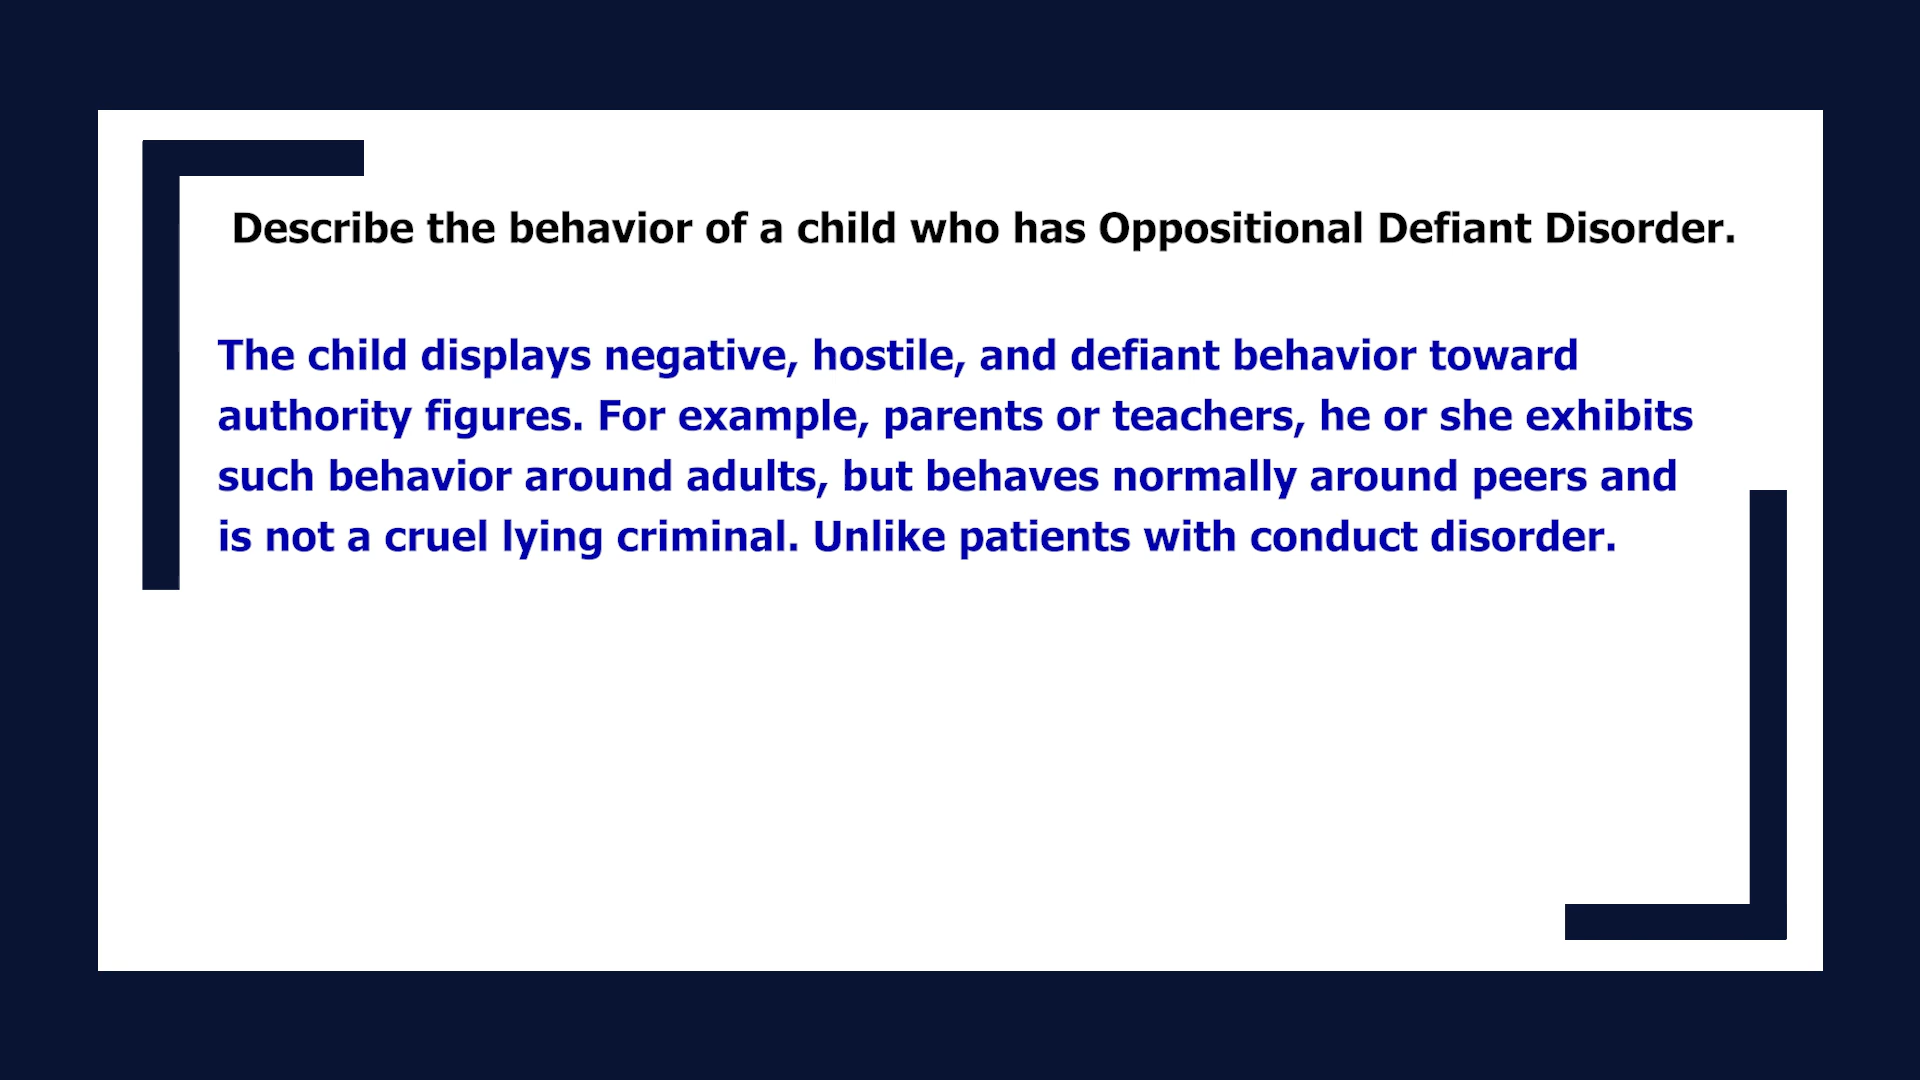 Describe the behavior of a child who has Oppositional Defiant Disorder.
The child displays negative, hostile, and defiant behavior toward
authority figures. For example, parents or teachers, he or she exhibits
such behavior around adults, but behaves normally around peers and
is not a cruel lying criminal. Unlike patients with conduct disorder.